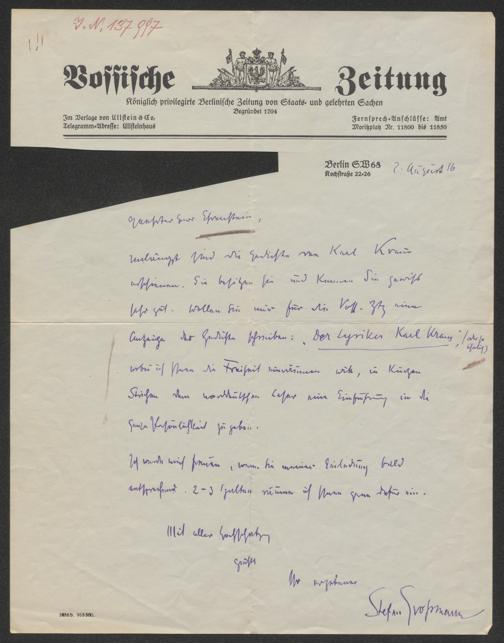 J.N. 137997
Vossische Zeitung
Königlich privilegierte Berlinische Zeitung von Staats- und gelehrten Sachen
Begründet 1704
Im Verlage von Ullstein & Co.
Telegramm-Adresse: Ullsteinhaus
Fernsprech-Anschlüsse: Amt
Moritzplatz Nr. 11800 bis 11850
Berlin SW 68
Kochstraße 22-26
2. August 16
Geehrter Herr Ehrenstein,
sind die Gedichte von Karl Kraus
erschienen. Sie besitzen sie und kennen sie gewiß
sehr gut. Wollen Sie mir für die Voss. Ztg eine
Anzeige der Gedichte schreiben: „Der Lyriker Karl Kraus",
wobei ich Ihnen die Freiheit einräumen will, in kurzen
Strichen dem norddeutschen Leser eine Einführung in die
ganze Persönlichkeit zu geben.
Ich werde mich freuen, wenn Sie meiner Einladung bald
entsprechend. 2-3 Spalten räume ich Ihnen gern dafür ein.
Mit aller Hochschätzung
grüßt
Ihr ergebener
Stefan Großmann